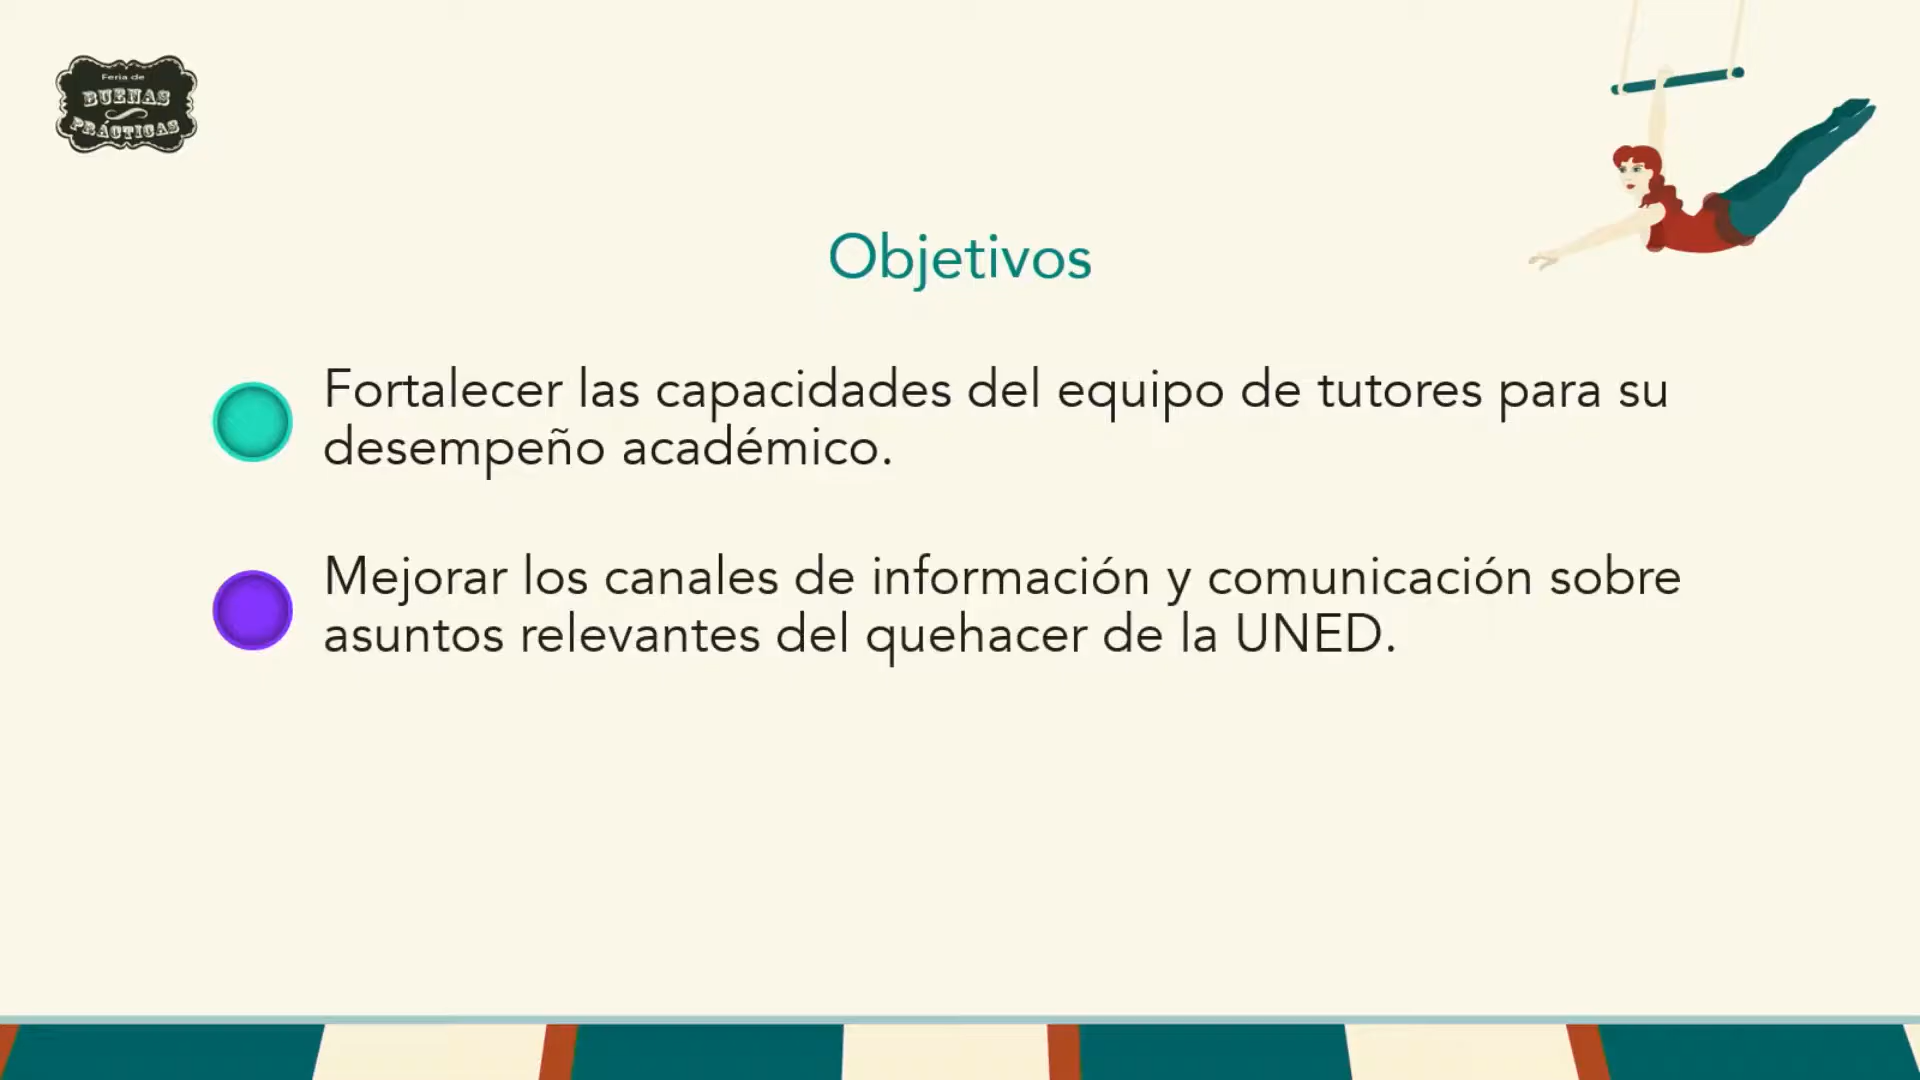 Feria de
BUENAS
PRÁCTICAS
Objetivos
Fortalecer las capacidades del equipo de tutores para su
desempeño académico.
Mejorar los canales de información y comunicación sobre
asuntos relevantes del quehacer de la UNED.